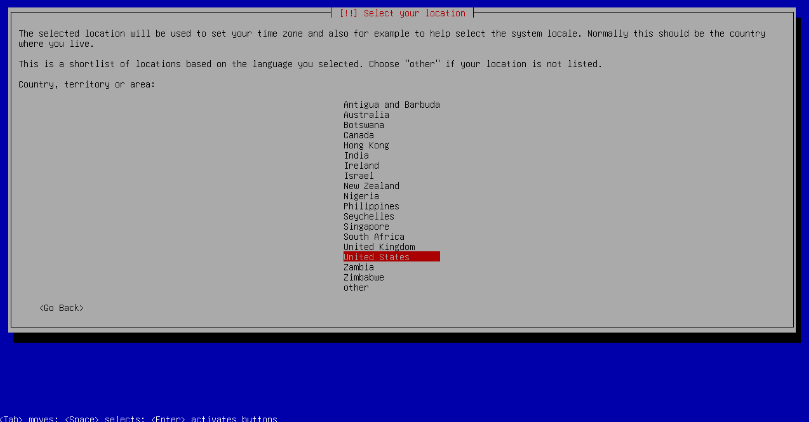 [!!] Select your location
The selected location will be used to set your time zone and also for example to help select the system locale. Normally this should be the country
where you live.
This is a shortlist of locations based on the language you selected. Choose "other" if your location is not listed.
Country, territory or area:
Antigua and Barbuda
Australia
Botswana
Canada
Hong Kong
India
Ireland
Israel
New Zealand
Nigeria
Philippines
Seychelles
Singapore
South Africa
United Kingdom
United States
Zambia
Zimbabwe
other
<Go Back>
<Tab> moves; <Space> selects; <Enter> activates buttons